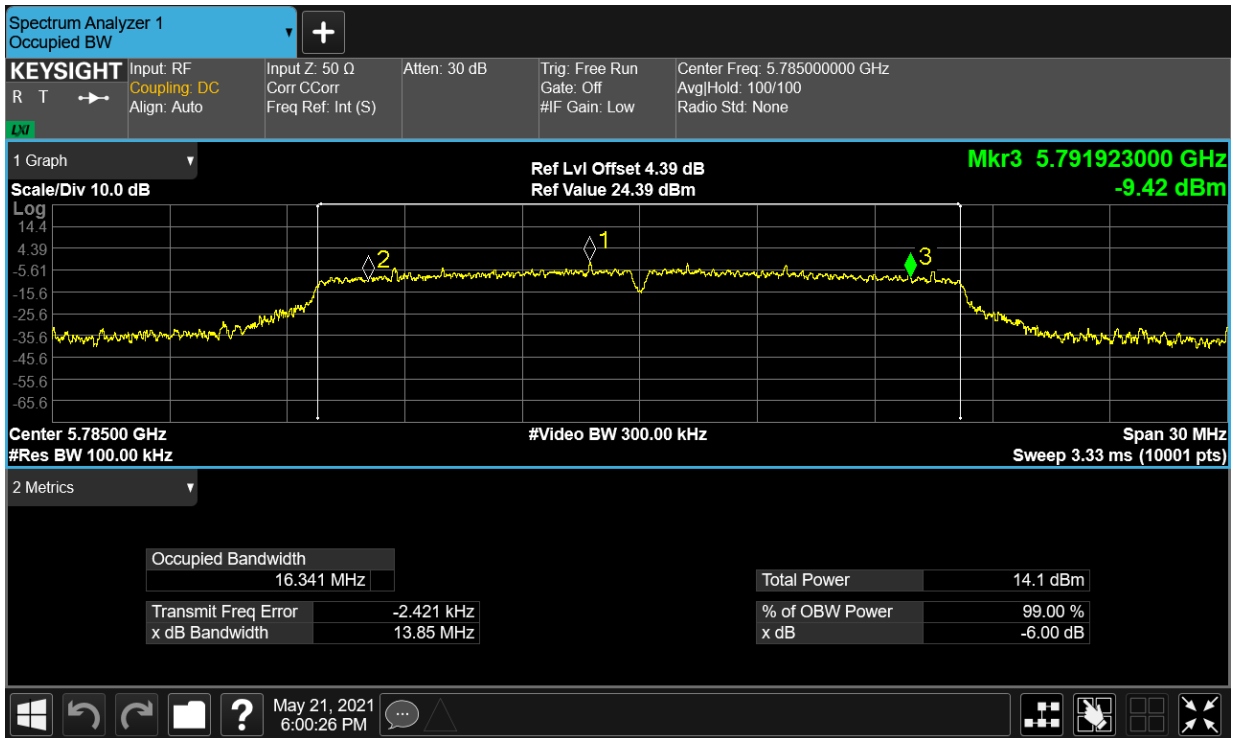 Spectrum Analyzer 1
Occupied BW
KEYSIGHT
R T
LXI
Input: RF
Coupling: DC
Align: Auto
Input Z: 50 Ω
Corr CCorr
Freq Ref: Int (S)
Atten: 30 dB
Trig: Free Run
Gate: Off
#IF Gain: Low
Center Freq: 5.785000000 GHz
Avg|Hold: 100/100
Radio Std: None
1 Graph
Scale/Div 10.0 dB
Ref Lvl Offset 4.39 dB
Ref Value 24.39 dBm
Mkr3 5.791923000 GHz
-9.42 dBm
Log
14.4
4.39
-5.61
-15.6
-25.6
-35.6
-45.6
-55.6
-65.6
2
1
3
Center 5.78500 GHz
#Video BW 300.00 kHz
Span 30 MHz
#Res BW 100.00 kHz
Sweep 3.33 ms (10001 pts)
2 Metrics
Occupied Bandwidth
16.341 MHz
Transmit Freq Error -2.421 kHz
x dB Bandwidth 13.85 MHz
Total Power 14.1 dBm
% of OBW Power 99.00 %
x dB -6.00 dB
?
May 21, 2021
6:00:26 PM